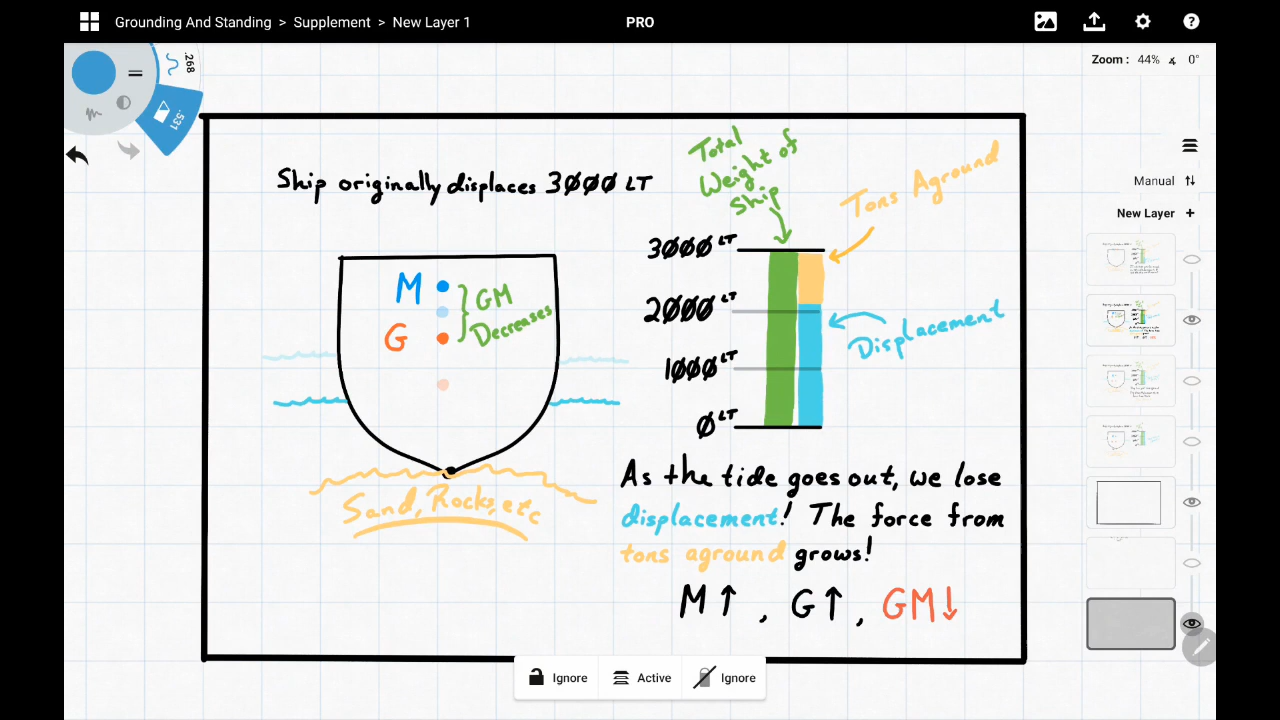 Grounding And Standing > Supplement > New Layer 1
PRO
.268
.531
Zoom : 44% 0°
Manual
New Layer +
Ship originally displaces 3000 LT
Total
Weight of
Ship
Tons Aground
3000 LT
2000 LT
1000 LT
0 LT
Displacement
M
G
GM
Decreases
Sand, Rocks, etc
As the tide goes out, we lose
displacement! The force from
tons aground grows!
M↑, G↑, GM↓
Ignore
Active
Ignore